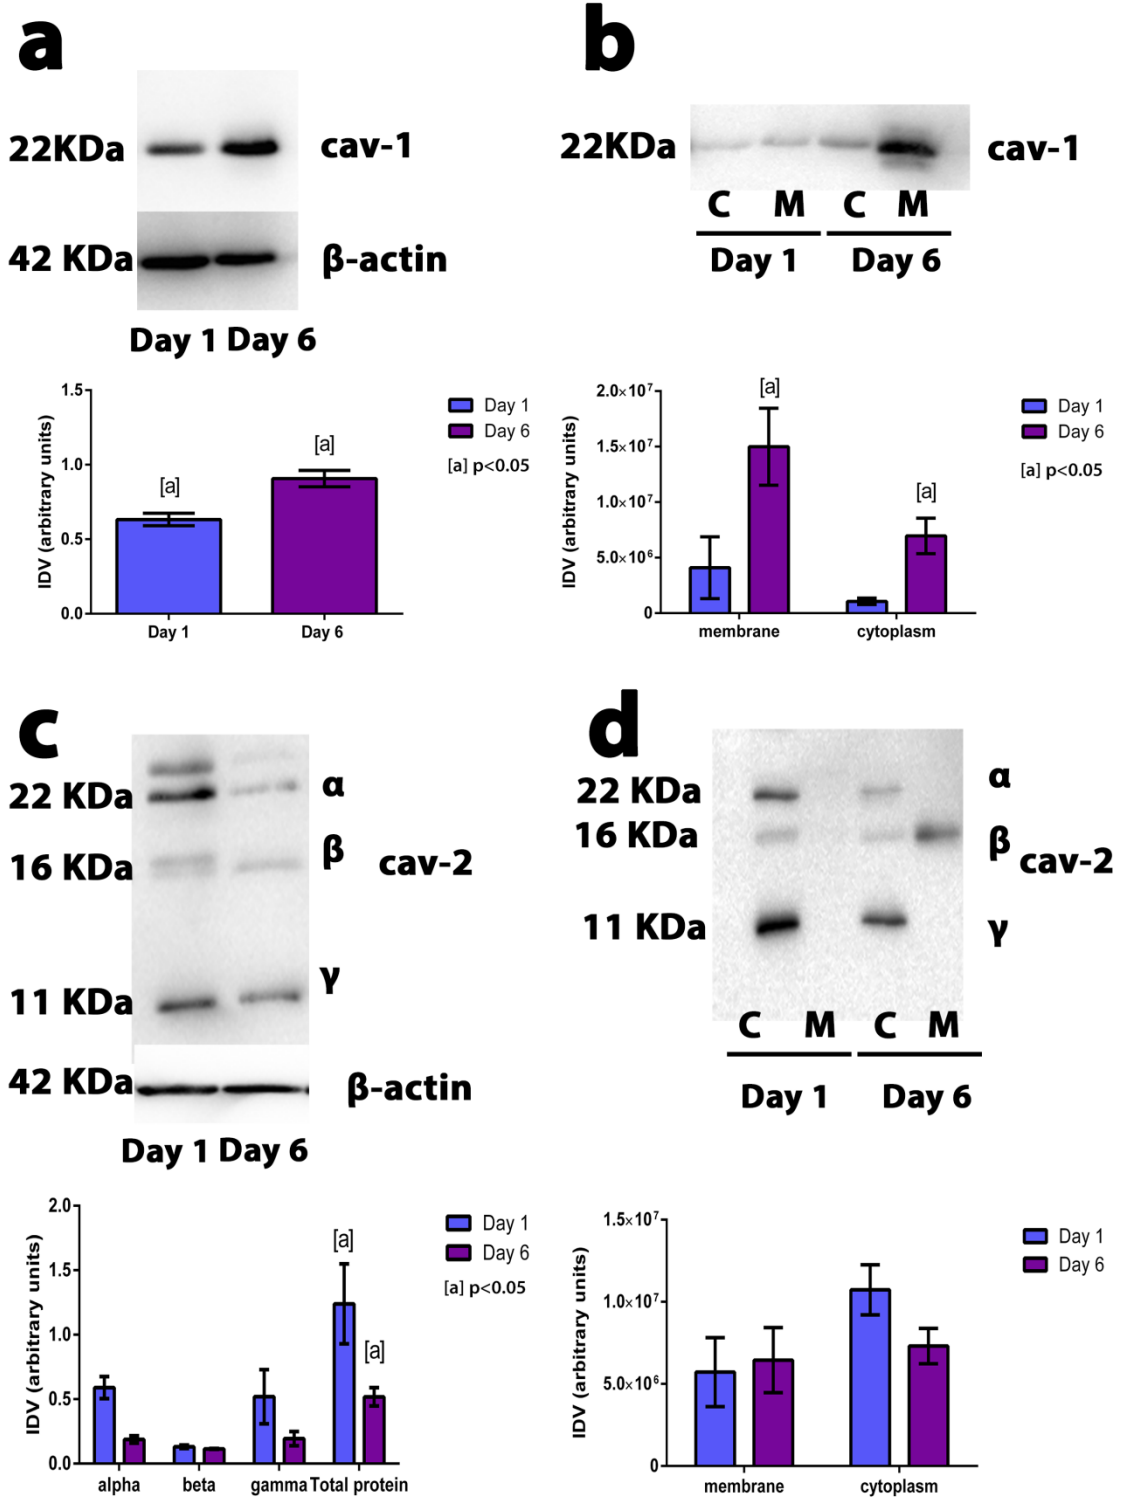 a
22KDa cav-1
42 KDa β-actin
Day 1 Day 6
1.5
1.0
0.5
0.0
IDV (arbitrary units)
[a]
[a]
Day 1
Day 6
Day 1
Day 6
[a] p<0.05
b
22KDa cav-1
C M C M
Day 1 Day 6
2.0×10⁷
1.5×10⁷
1.0×10⁷
5.0×10⁶
0
IDV (arbitrary units)
[a]
[a]
membrane cytoplasm
Day 1
Day 6
[a] p<0.05
c
22 KDa α
16 KDa β cav-2
11 KDa γ
42 KDa β-actin
Day 1 Day 6
2.0
1.5
1.0
0.5
0.0
IDV (arbitrary units)
[a]
[a]
alpha beta gamma Total protein
Day 1
Day 6
[a] p<0.05
d
22 KDa α
16 KDa β cav-2
11 KDa γ
C M C M
Day 1 Day 6
1.5×10⁷
1.0×10⁷
5.0×10⁶
0
IDV (arbitrary units)
membrane cytoplasm
Day 1
Day 6